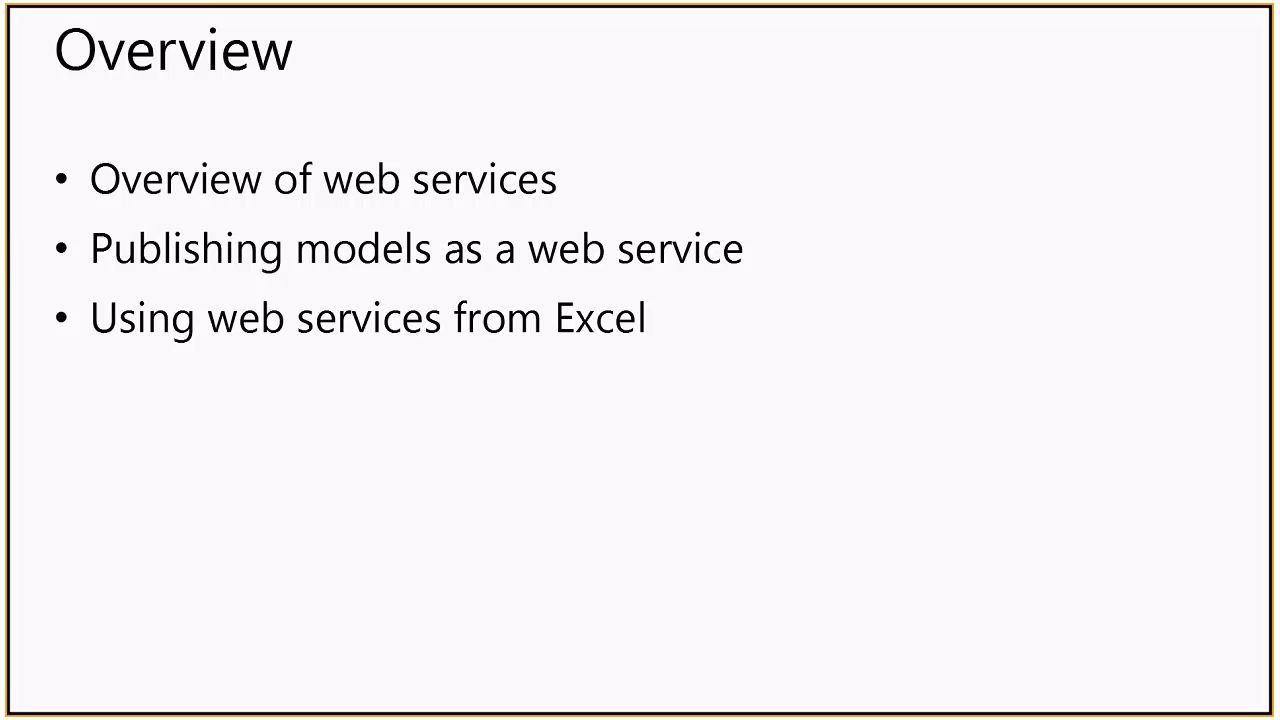 Overview
• Overview of web services
• Publishing models as a web service
• Using web services from Excel